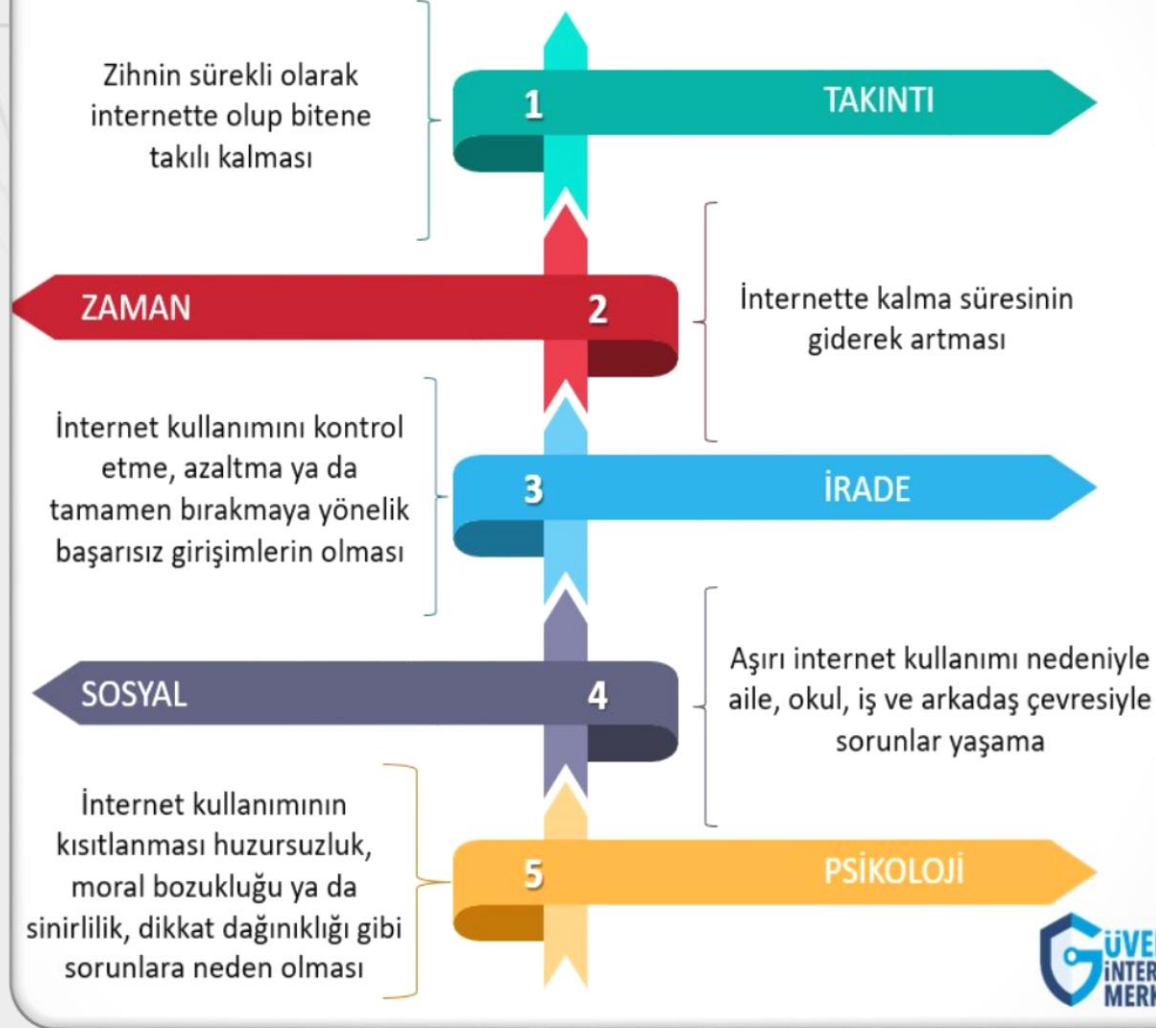 Zihnin sürekli olarak
internette olup bitene
takılı kalması
1
TAKINTI
ZAMAN
2
İnternette kalma süresinin
giderek artması
İnternet kullanımını kontrol
etme, azaltma ya da
tamamen bırakmaya yönelik
başarısız girişimlerin olması
3
İRADE
SOSYAL
4
Aşırı internet kullanımı nedeniyle
aile, okul, iş ve arkadaş çevresiyle
sorunlar yaşama
İnternet kullanımının
kısıtlanması huzursuzluk,
moral bozukluğu ya da
sinirlilik, dikkat dağınıklığı gibi
sorunlara neden olması
5
PSİKOLOJİ